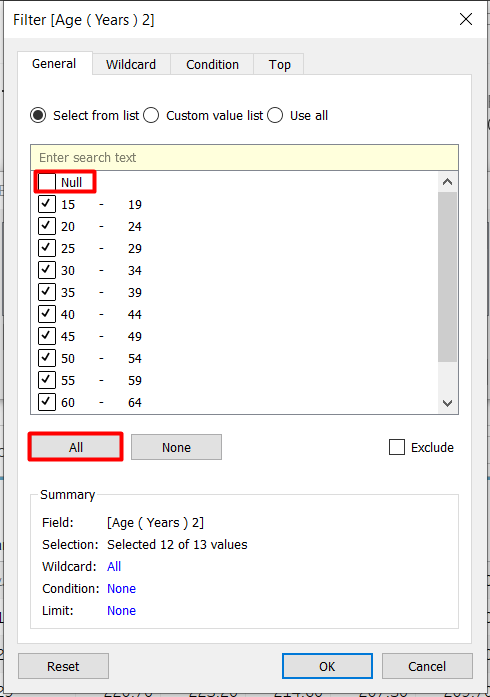 Filter [Age ( Years ) 2]
General Wildcard Condition Top
Select from list Custom value list Use all
Enter search text
Null
15 - 19
20 - 24
25 - 29
30 - 34
35 - 39
40 - 44
45 - 49
50 - 54
55 - 59
60 - 64
All None Exclude
Summary
Field: [Age ( Years ) 2]
Selection: Selected 12 of 13 values
Wildcard: All
Condition: None
Limit: None
Reset OK Cancel